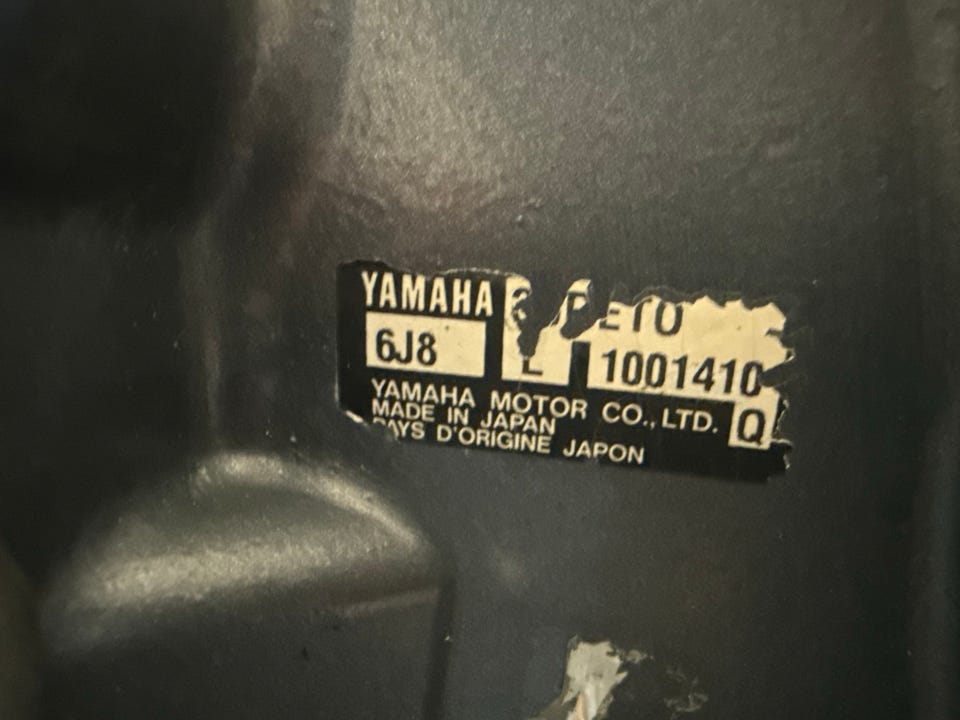 YAMAHA
6J8 L 1001410
YAMAHA MOTOR CO., LTD. Q
MADE IN JAPAN
PAYS D'ORIGINE JAPON